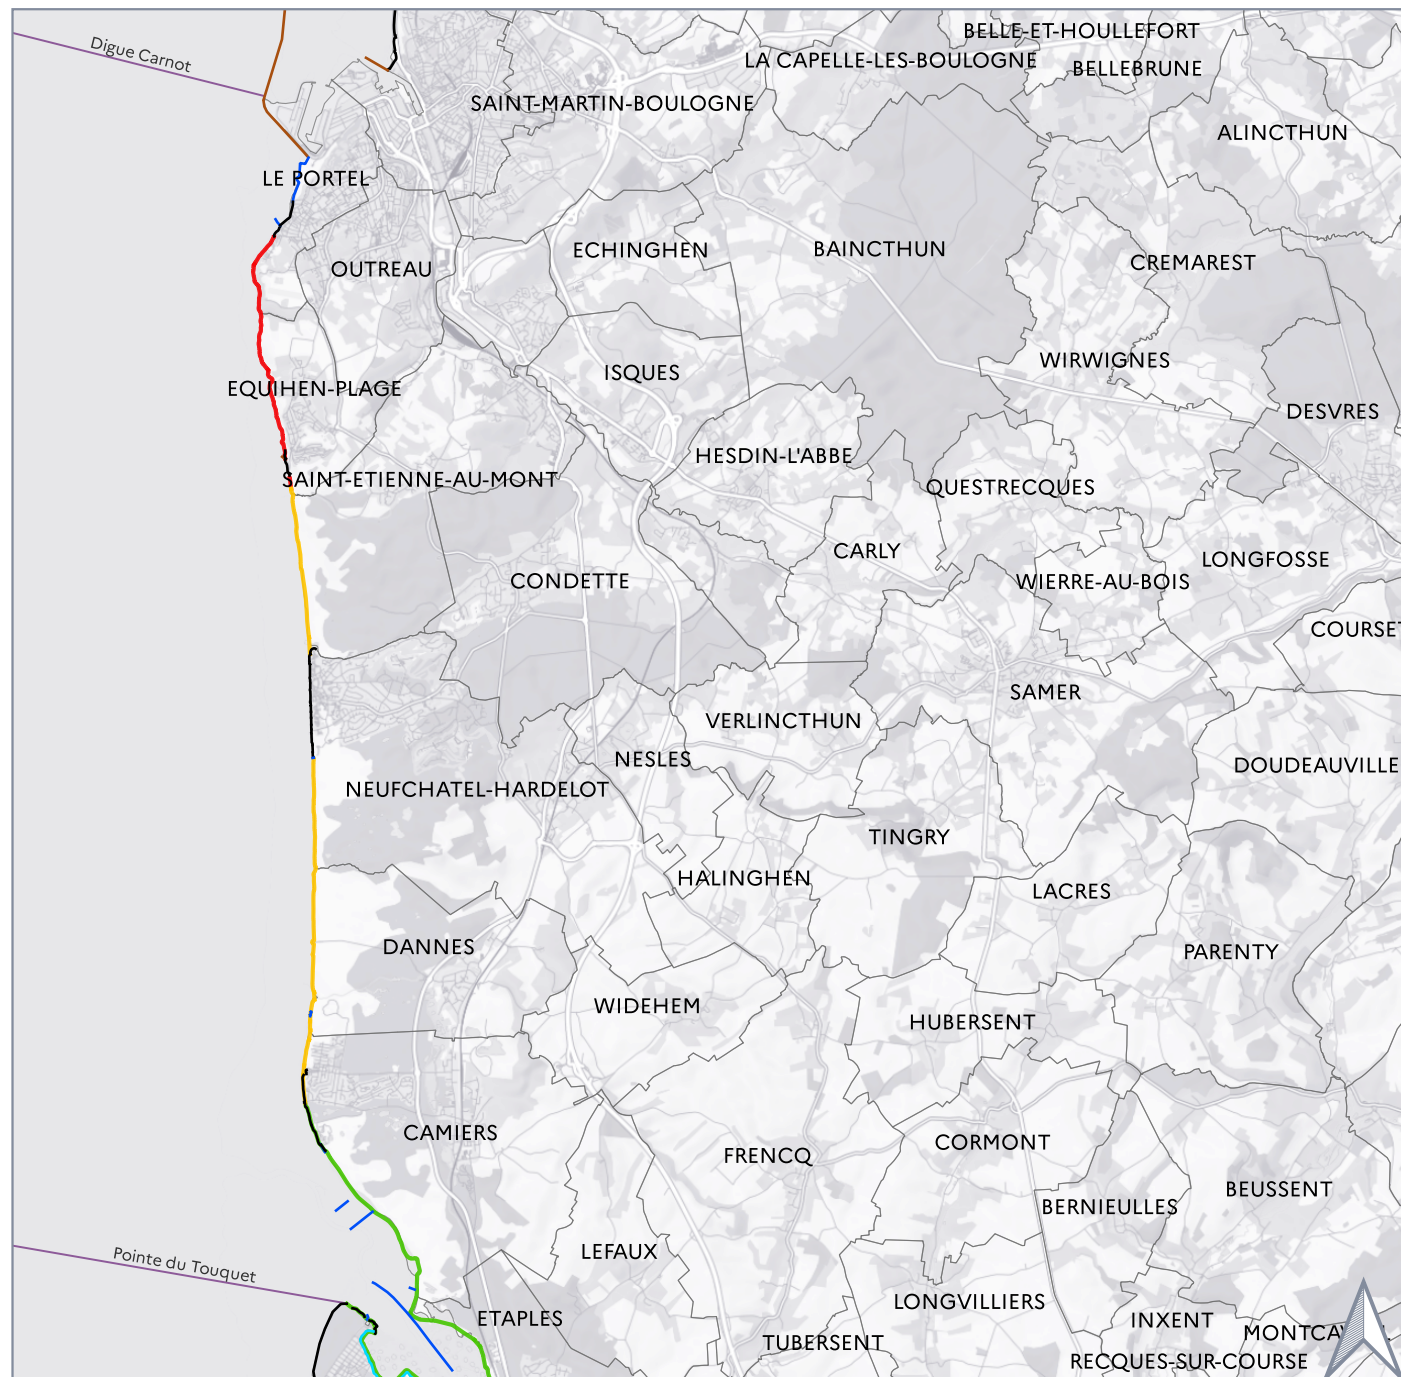 BELLE-ET-HOULLEFORT
Digue Carnot
LA CAPELLE-LES-BOULOGNE
BELLEBRUNE
SAINT-MARTIN-BOULOGNE
ALINCTHUN
LE PORTEL
ECHINGHEN
BAINCTHUN
CREMAREST
OUTREAU
WIRWIGNES
ISQUES
EQUIHEN-PLAGE
DESVRES
HESDIN-L'ABBE
SAINT-ETIENNE-AU-MONT
QUESTRECQUES
CARLY
LONGFOSSE
CONDETTE
WIERRE-AU-BOIS
COURSET
SAMER
VERLINCTHUN
NESLES
DOUDEAUVILLE
NEUFCHATEL-HARDELOT
TINGRY
HALINGHEN
LACRES
DANNES
PARENTY
WIDEHEM
HUBERSENT
CAMIERS
CORMONT
FRENCQ
BEUSSENT
BERNIEULLES
LEFAUX
Pointe du Touquet
LONGVILLIERS
ETAPLES
INXENT
TUBERSENT
RECQUES-SUR-COURSE